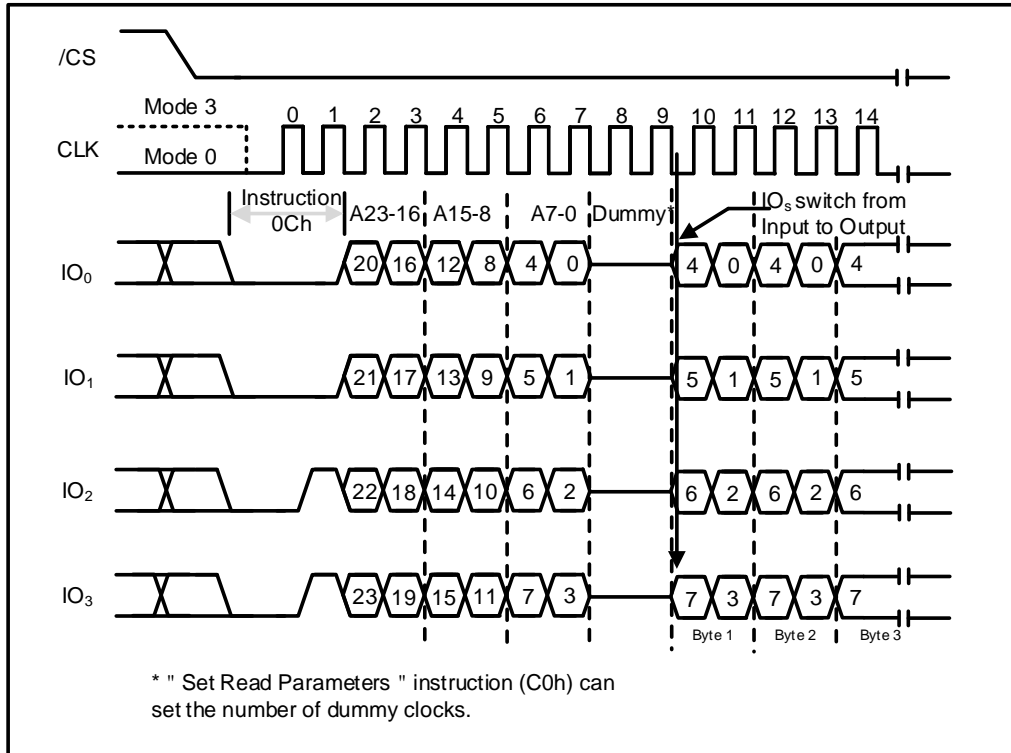 /CS
Mode 3
0 1 2 3 4 5 6 7 8 9 10 11 12 13 14
CLK
Mode 0
Instruction A23-16 A15-8 A7-0 Dummy* IOs switch from
0Ch Input to Output
IO0 20 16 12 8 4 0 4 0 4 0 4
IO1 21 17 13 9 5 1 5 1 5 1 5
IO2 22 18 14 10 6 2 6 2 6 2 6
IO3 23 19 15 11 7 3 7 3 7 3 7
Byte 1 Byte 2 Byte 3
* " Set Read Parameters " instruction (C0h) can
set the number of dummy clocks.